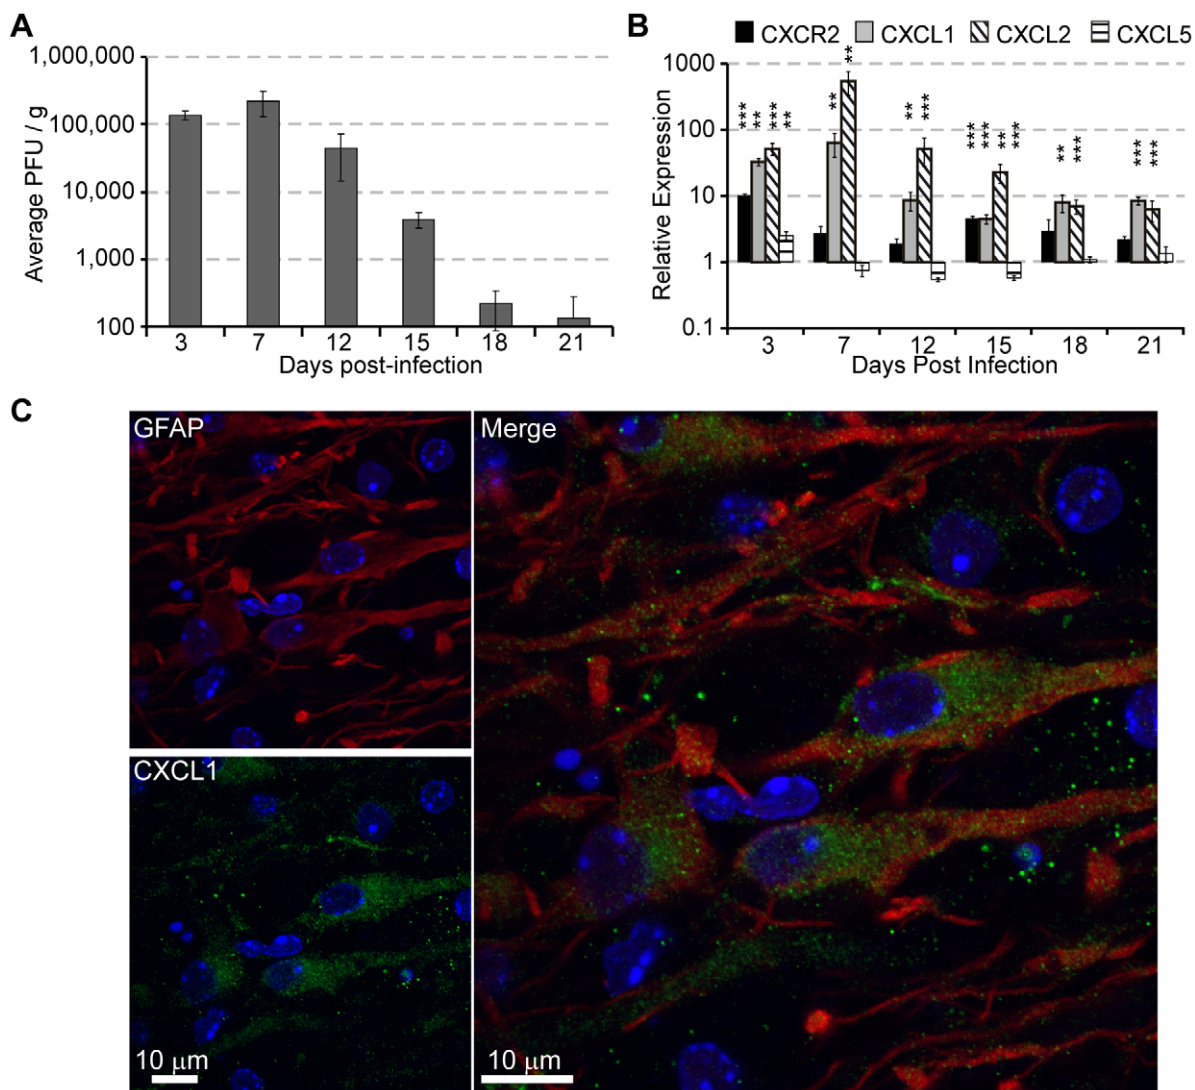 A
1,000,000
100,000
10,000
1,000
100
Average PFU / g
3 7 12 15 18 21
Days post-infection
B
CXCR2 CXCL1 CXCL2 CXCL5
1000
100
10
1
0.1
Relative Expression
*** ** *** **
** **
** ***
*** *** ** ***
** ***
*** ***
3 7 12 15 18 21
Days Post Infection
C
GFAP
CXCL1
10 μm
Merge
10 μm